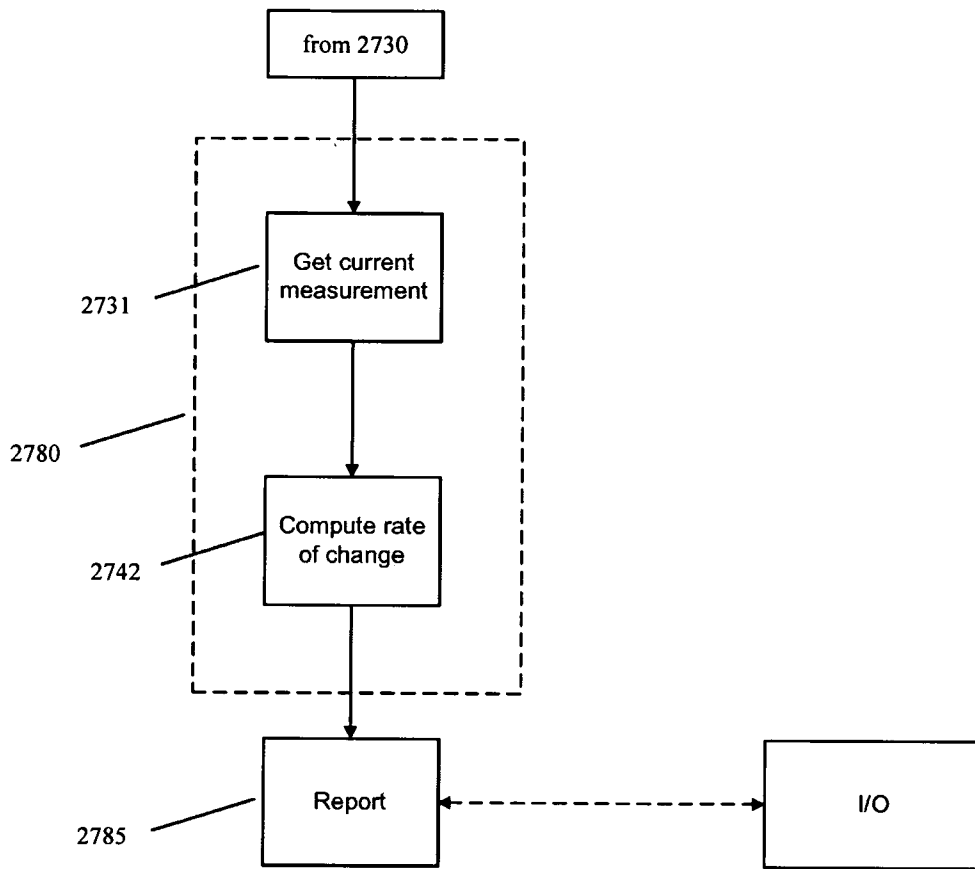 from 2730
Get current
measurement
2731
2780
Compute rate
of change
2742
Report
I/O
2785